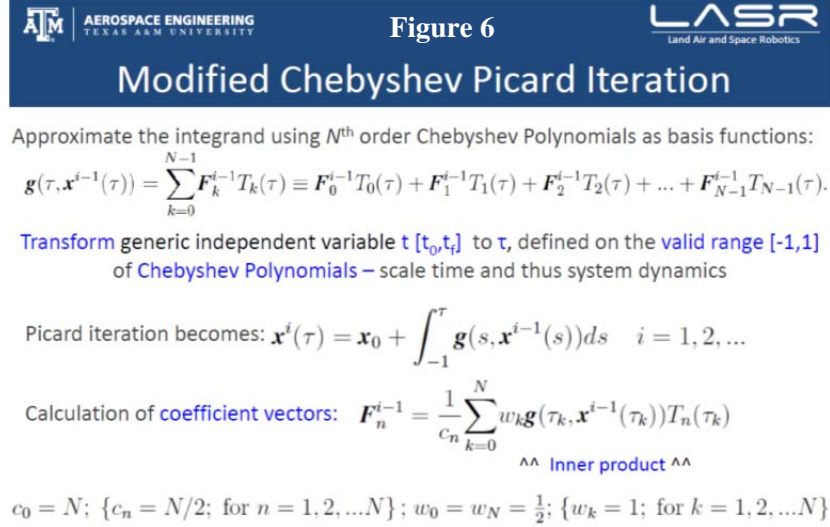 ĀM | AEROSPACE ENGINEERING
TEXAS A&M UNIVERSITY
Figure 6
LASR
Land Air and Space Robotics
Modified Chebyshev Picard Iteration
Approximate the integrand using Nth order Chebyshev Polynomials as basis functions:
g(τ,x^{i−1}(τ)) = ∑_{k=0}^{N−1} F_k^{i−1}T_k(τ) ≡ F_0^{i−1}T_0(τ) + F_1^{i−1}T_1(τ) + F_2^{i−1}T_2(τ) + ... + F_{N−1}^{i−1}T_{N−1}(τ).
Transform generic independent variable t [t₀,t_f] to τ, defined on the valid range [-1,1]
of Chebyshev Polynomials – scale time and thus system dynamics
Picard iteration becomes: x^i(τ) = x_0 + ∫_{−1}^{τ} g(s,x^{i−1}(s))ds i = 1, 2, ...
Calculation of coefficient vectors: F_n^{i−1} = \frac{1}{c_n} ∑_{k=0}^{N} w_k g(τ_k, x^{i−1}(τ_k))T_n(τ_k)
^^ Inner product ^^
c_0 = N; {c_n = N/2; for n = 1, 2, ...N}; w_0 = w_N = \frac{1}{2}; {w_k = 1; for k = 1, 2, ...N}